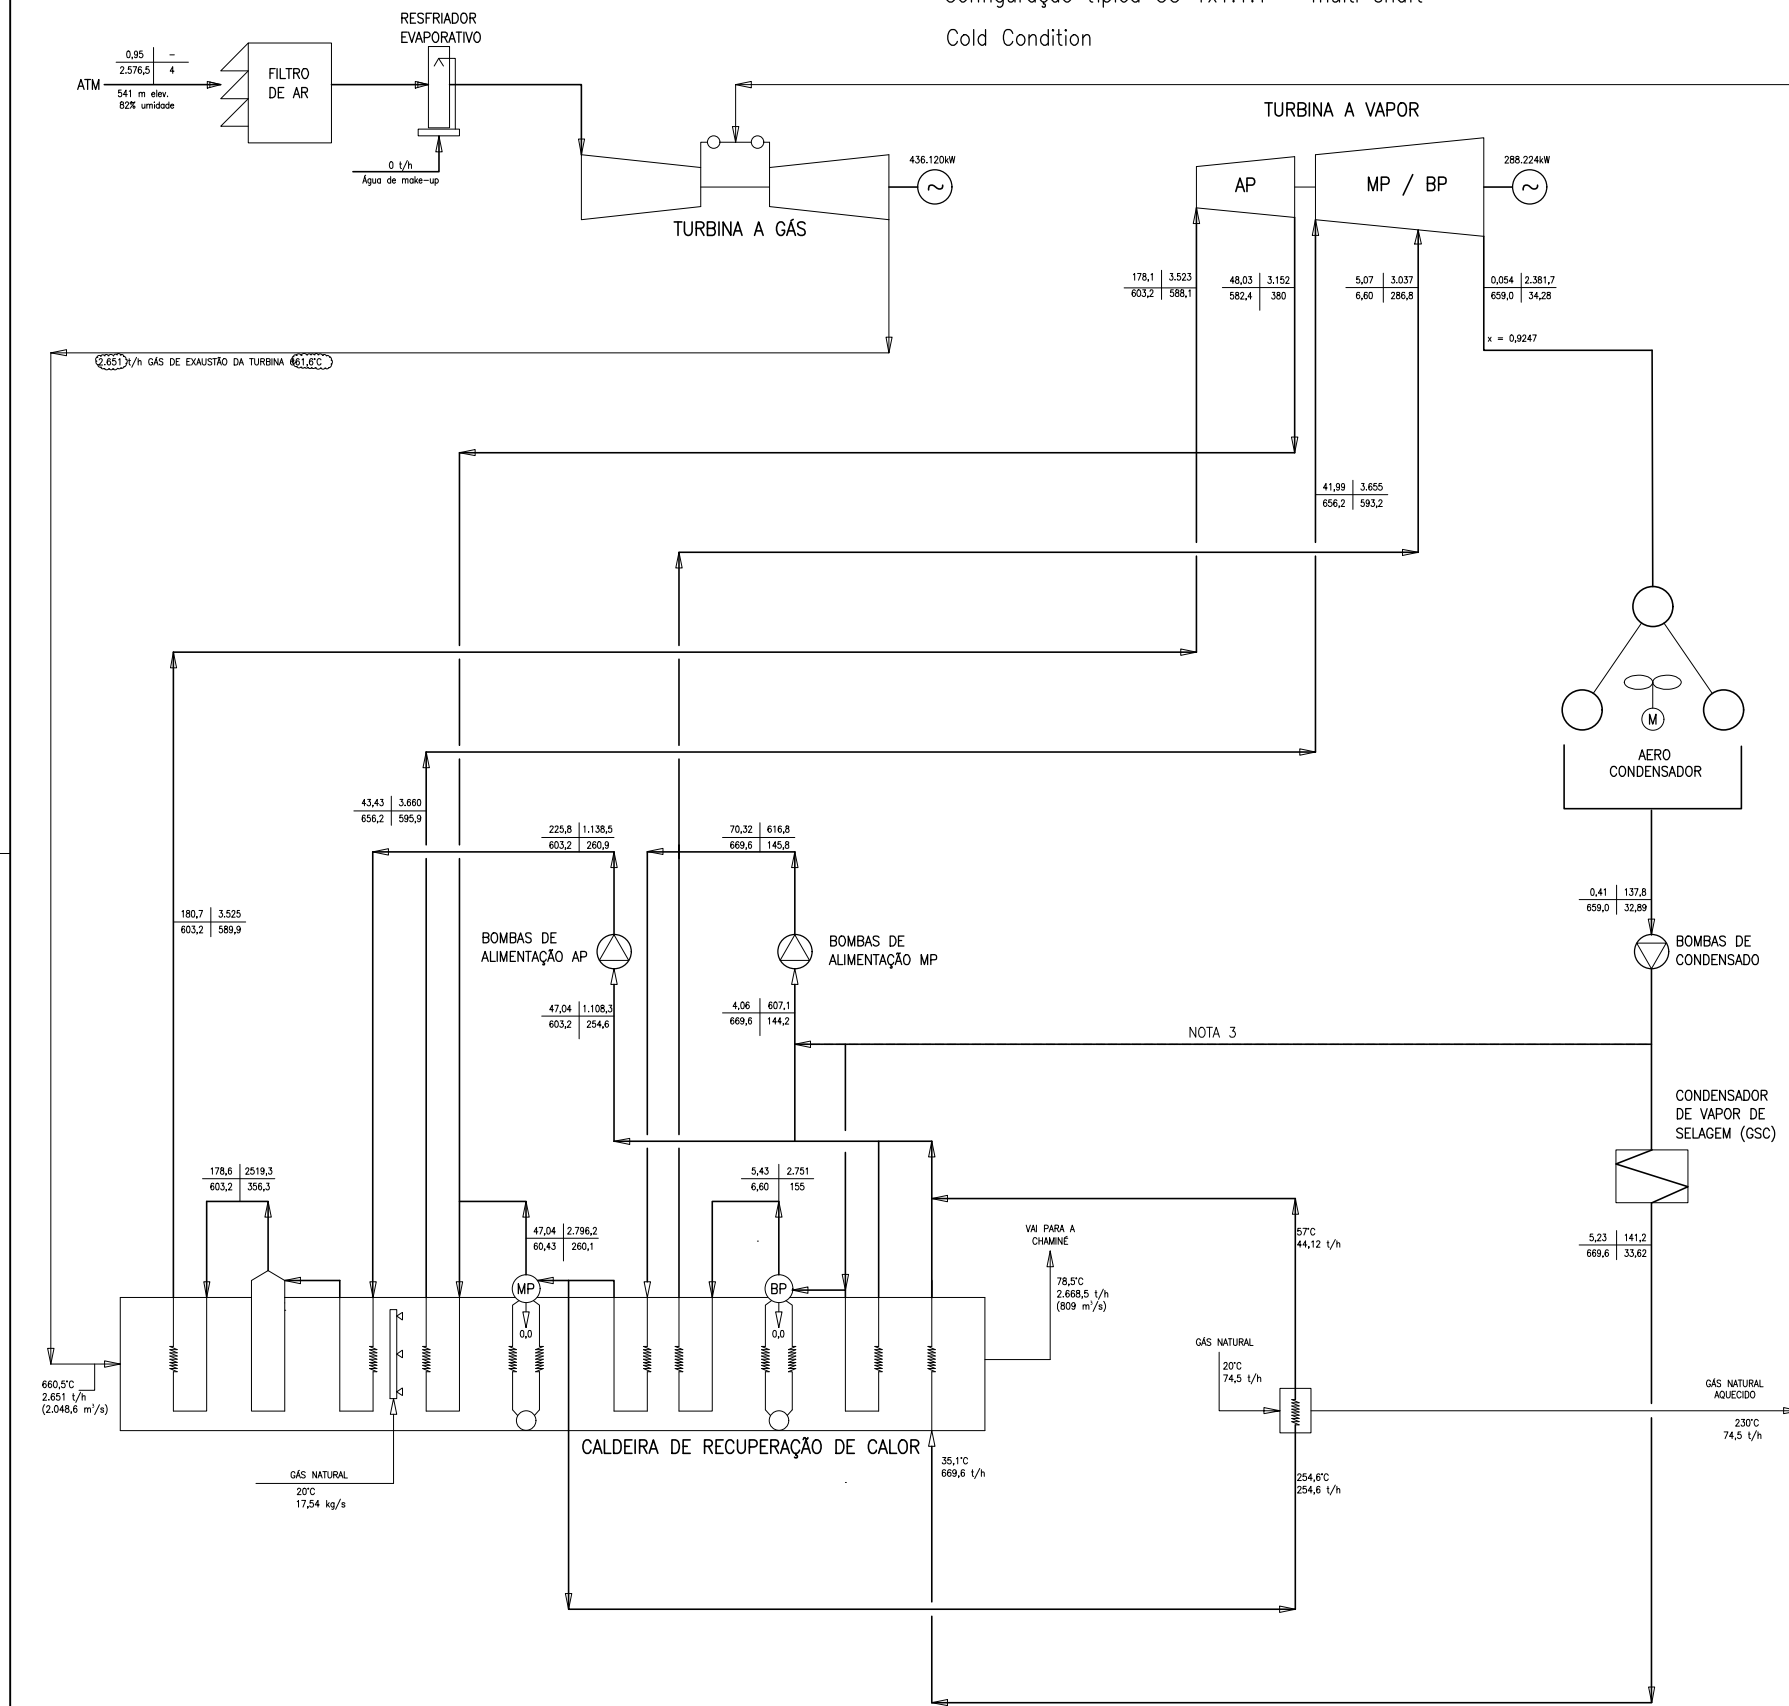 Cold Condition
RESFRIADOR
EVAPORATIVO
0,95 -
2.576,5 4
ATM
541 m elev.
82% umidade
FILTRO
DE AR
0 t/h
Água de make-up
TURBINA A GÁS
436.120kW
TURBINA A VAPOR
AP
MP / BP
288.224kW
178,1 3.523
603,2 588,1
48,03 3.152
582,4 380
5,07 3.037
6,60 286,8
0,054 2.381,7
659,0 34,28
x = 0,9247
2.651 t/h GÁS DE EXAUSTÃO DA TURBINA 661,6°C
41,99 3.655
656,2 593,2
M
AERO
CONDENSADOR
43,43 3.660
656,2 595,9
225,8 1.138,5
603,2 260,9
70,32 616,8
669,6 145,8
180,7 3.525
603,2 589,9
0,41 137,8
659,0 32,89
BOMBAS DE
ALIMENTAÇÃO AP
BOMBAS DE
ALIMENTAÇÃO MP
BOMBAS DE
CONDENSADO
47,04 1.108,3
603,2 254,6
4,06 607,1
669,6 144,2
NOTA 3
CONDENSADOR
DE VAPOR DE
SELAGEM (GSC)
178,6 2519,3
603,2 356,3
5,43 2.751
6,60 155
47,04 2.796,2
60,43 260,1
VAI PARA A
CHAMINÉ
57°C
44,12 t/h
5,23 141,2
669,6 33,62
MP
0,0
BP
0,0
78,5°C
2.668,5 t/h
(809 m³/s)
GÁS NATURAL
20°C
74,5 t/h
660,5°C
2.651 t/h
(2.048,6 m³/s)
GÁS NATURAL
AQUECIDO
230°C
74,5 t/h
CALDEIRA DE RECUPERAÇÃO DE CALOR
35,1°C
669,6 t/h
GÁS NATURAL
20°C
17,54 kg/s
254,6°C
254,6 t/h